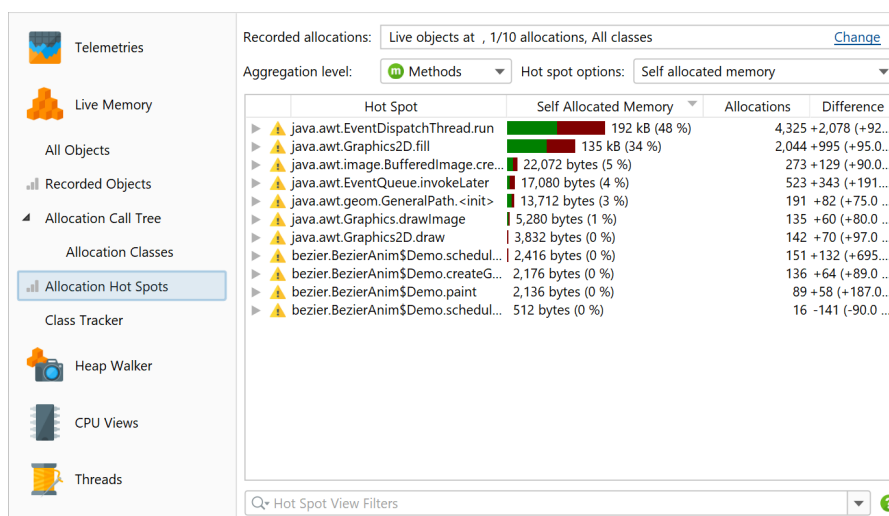 Telemetries
Live Memory
All Objects
Recorded Objects
Allocation Call Tree
Allocation Classes
Allocation Hot Spots
Class Tracker
Heap Walker
CPU Views
Threads
Recorded allocations: Live objects at , 1/10 allocations, All classes Change
Aggregation level: m Methods Hot spot options: Self allocated memory
Hot Spot Self Allocated Memory Allocations Difference
java.awt.EventDispatchThread.run 192 kB (48 %) 4,325 +2,078 (+92...
java.awt.Graphics2D.fill 135 kB (34 %) 2,044 +995 (+95.0...
java.awt.image.BufferedImage.cre... 22,072 bytes (5 %) 273 +129 (+90.0...
java.awt.EventQueue.invokeLater 17,080 bytes (4 %) 523 +343 (+191...
java.awt.geom.GeneralPath.<init> 13,712 bytes (3 %) 191 +82 (+75.0 ...
java.awt.Graphics.drawImage 5,280 bytes (1 %) 135 +60 (+80.0 ...
java.awt.Graphics2D.draw 3,832 bytes (0 %) 142 +70 (+97.0 ...
bezier.BezierAnim$Demo.schedul... 2,416 bytes (0 %) 151 +132 (+695...
bezier.BezierAnim$Demo.createG... 2,176 bytes (0 %) 136 +64 (+89.0 ...
bezier.BezierAnim$Demo.paint 2,136 bytes (0 %) 89 +58 (+187.0...
bezier.BezierAnim$Demo.schedul... 512 bytes (0 %) 16 -141 (-90.0 ...
Hot Spot View Filters